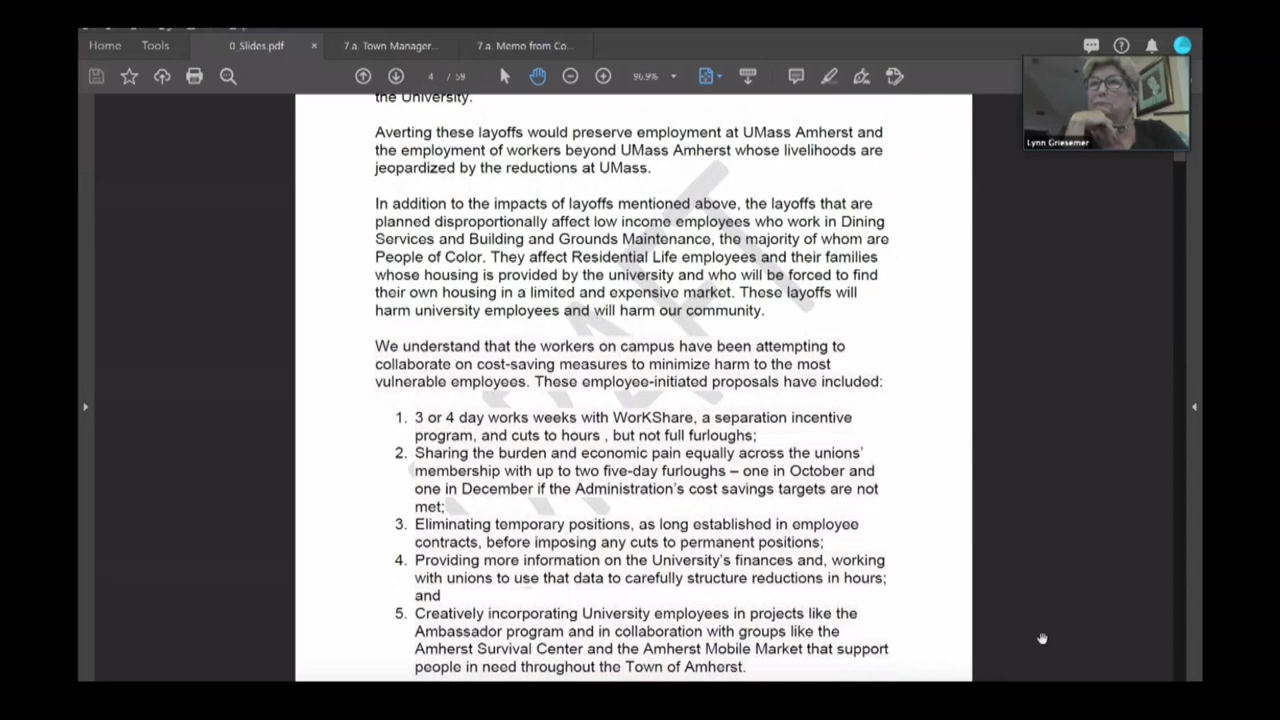 Home
Tools
0_Slides.pdf
×
7.a. Town Manager...
7.a. Memo from Co...
4 / 59
96.9%
Lynn Griesemer
the University.
Averting these layoffs would preserve employment at UMass Amherst and
the employment of workers beyond UMass Amherst whose livelihoods are
jeopardized by the reductions at UMass.
In addition to the impacts of layoffs mentioned above, the layoffs that are
planned disproportionally affect low income employees who work in Dining
Services and Building and Grounds Maintenance, the majority of whom are
People of Color. They affect Residential Life employees and their families
whose housing is provided by the university and who will be forced to find
their own housing in a limited and expensive market. These layoffs will
harm university employees and will harm our community.
We understand that the workers on campus have been attempting to
collaborate on cost-saving measures to minimize harm to the most
vulnerable employees. These employee-initiated proposals have included:
1. 3 or 4 day works weeks with WorKShare, a separation incentive
program, and cuts to hours , but not full furloughs;
2. Sharing the burden and economic pain equally across the unions'
membership with up to two five-day furloughs – one in October and
one in December if the Administration's cost savings targets are not
met;
3. Eliminating temporary positions, as long established in employee
contracts, before imposing any cuts to permanent positions;
4. Providing more information on the University's finances and, working
with unions to use that data to carefully structure reductions in hours;
and
5. Creatively incorporating University employees in projects like the
Ambassador program and in collaboration with groups like the
Amherst Survival Center and the Amherst Mobile Market that support
people in need throughout the Town of Amherst.